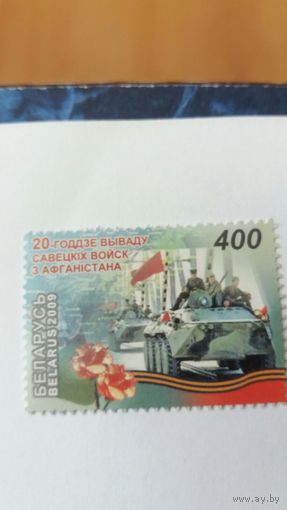 20-ГОДДЗЕ ВЫВАДУ
САВЕЦКІХ ВОЙСК
З АФГАНІСТАНА
400
БЕЛАРУСЬ
BELARUS/2009
www.ay.by